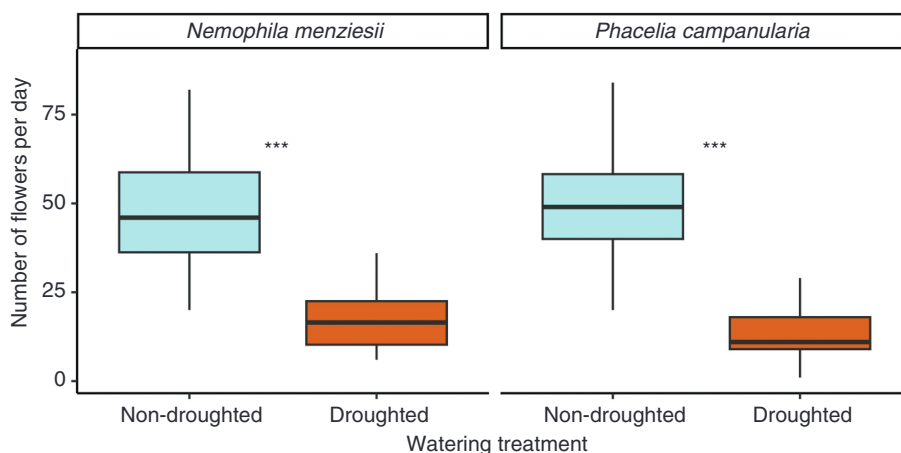 Nemophila menziesii
Phacelia campanularia
Number of flowers per day
75
50
25
0
***
***
Non-droughted
Droughted
Non-droughted
Droughted
Watering treatment